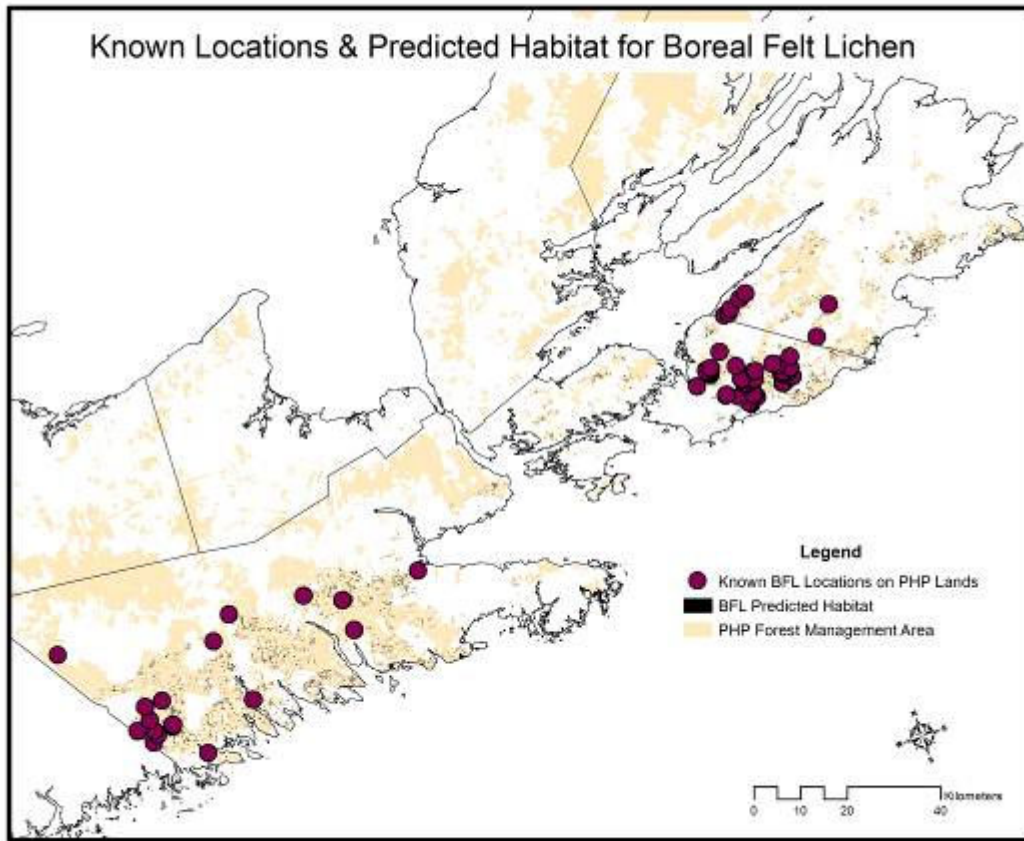 Known Locations & Predicted Habitat for Boreal Felt Lichen
Legend
Known BFL Locations on PHP Lands
BFL Predicted Habitat
PHP Forest Management Area
Kilometers
0 10 20 40